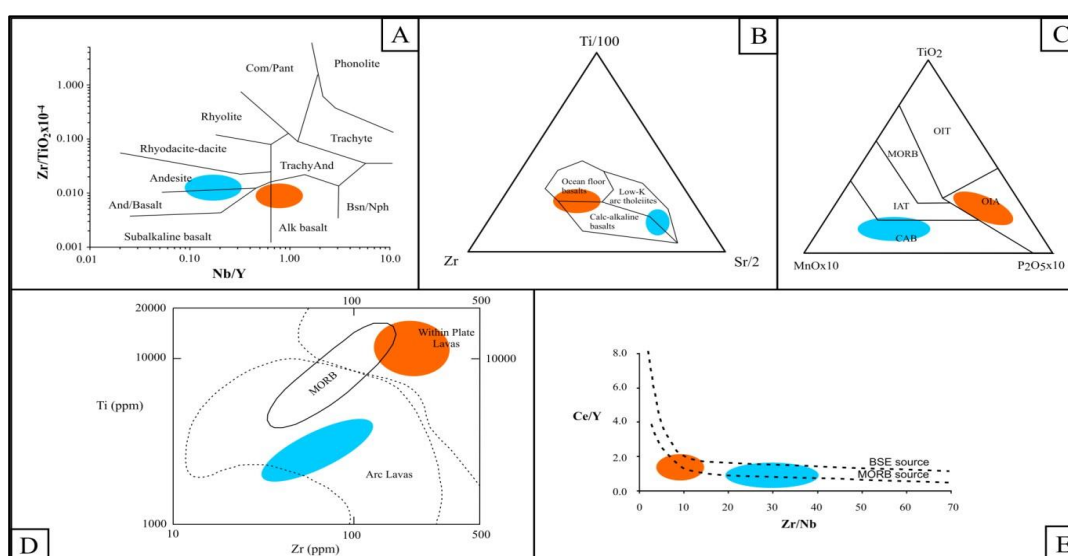 A
Zr/TiO2x10-4
1.000
0.100
0.010
0.001
0.01
0.10
1.00
10.0
Nb/Y
Com/Pant
Phonolite
Rhyolite
Trachyte
Rhyodacite-dacite
TrachyAnd
Andesite
And/Basalt
Bsn/Nph
Subalkaline basalt
Alk basalt
B
Ti/100
Ocean floor
basalts
Low-K
arc tholeiites
Calc-alkaline
basalts
Zr
Sr/2
C
TiO2
OIT
MORB
IAT
OIA
CAB
MnOx10
P2O5x10
D
20000
100
500
Within Plate
Lavas
10000
10000
MORB
Ti (ppm)
Arc Lavas
1000
10
100
500
Zr (ppm)
E
8.0
6.0
Ce/Y
4.0
2.0
BSE source
MORB source
0.0
0
10
20
30
40
50
60
70
Zr/Nb